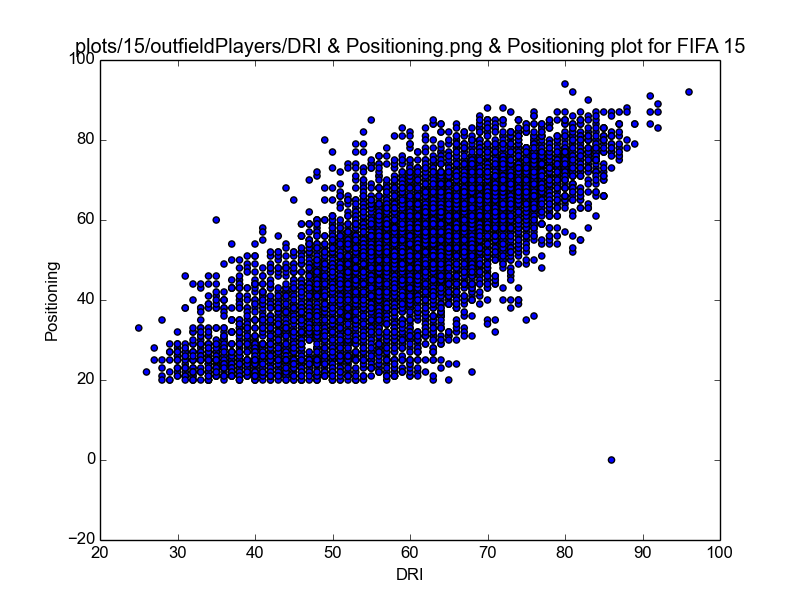 plots/15/outfieldPlayers/DRI & Positioning.png & Positioning plot for FIFA 15
100
80
60
40
20
0
−20
Positioning
20 30 40 50 60 70 80 90 100
DRI